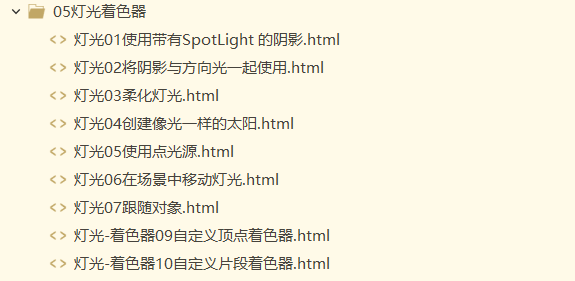 05灯光着色器
灯光01使用带有SpotLight 的阴影.html
灯光02将阴影与方向光一起使用.html
灯光03柔化灯光.html
灯光04创建像光一样的太阳.html
灯光05使用点光源.html
灯光06在场景中移动灯光.html
灯光07跟随对象.html
灯光-着色器09自定义顶点着色器.html
灯光-着色器10自定义片段着色器.html